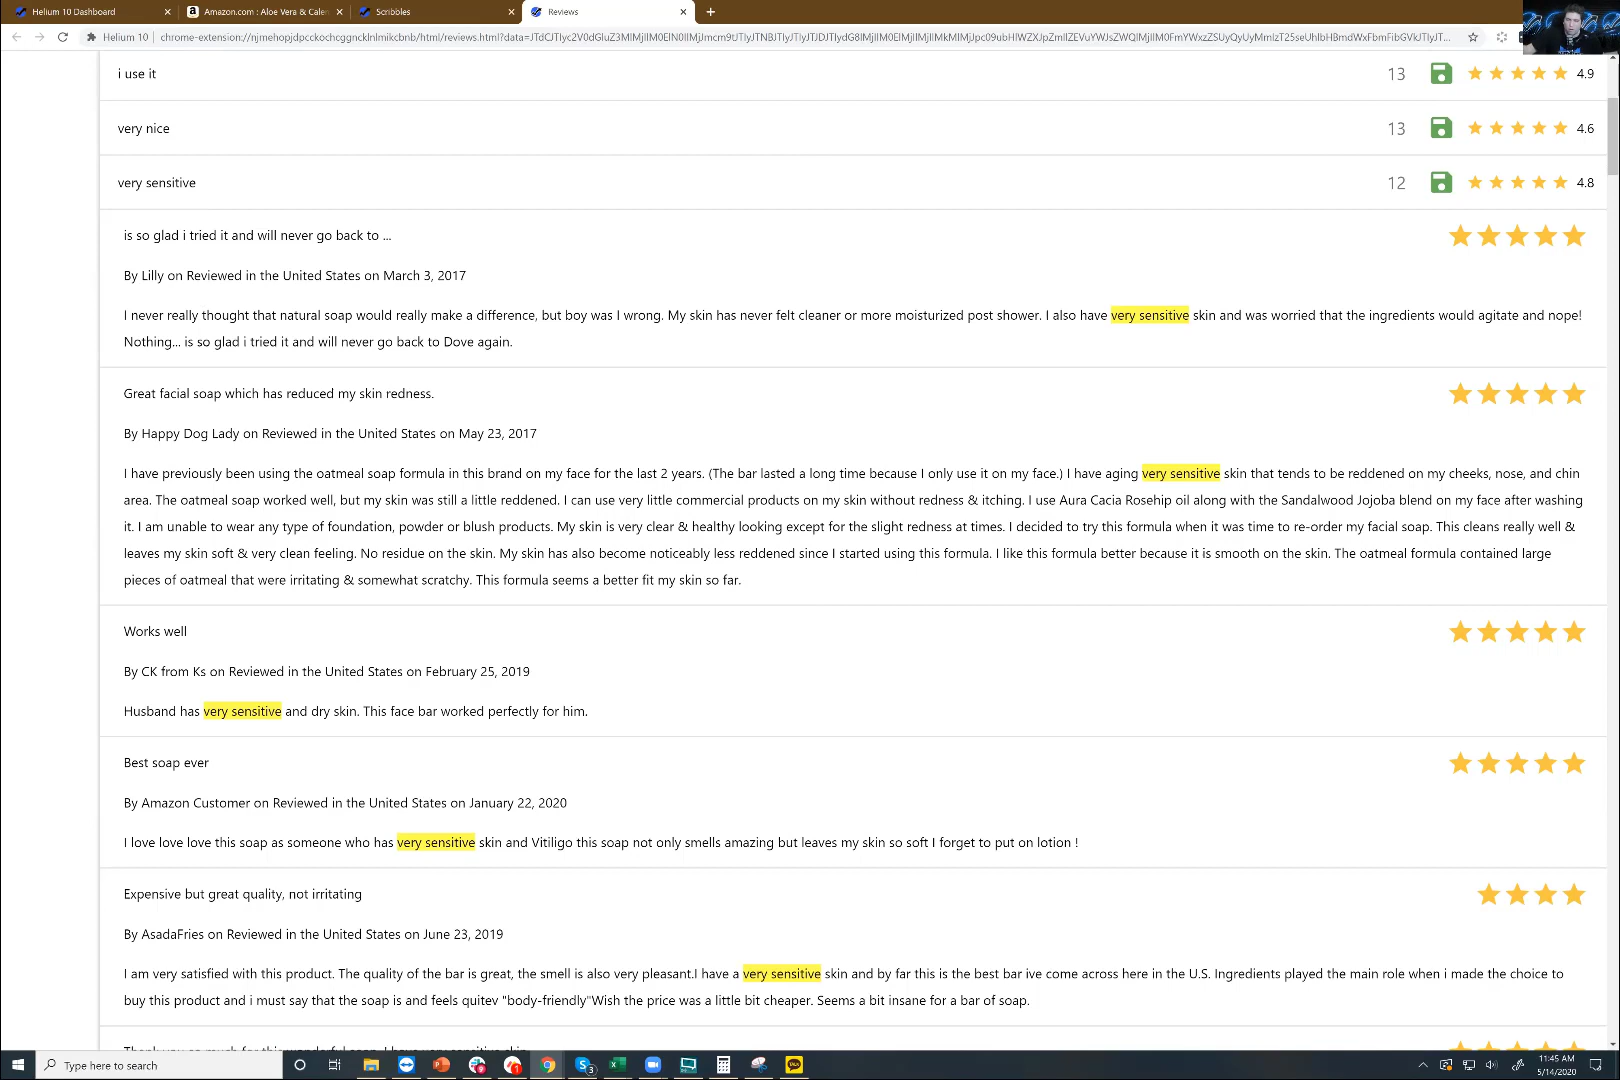 Helium 10 Dashboard
Amazon.com : Aloe Vera & Calen
Scribbles
Reviews
Helium 10
i use it 13 4.9
very nice 13 4.6
very sensitive 12 4.8
is so glad i tried it and will never go back to ...
By Lilly on Reviewed in the United States on March 3, 2017
I never really thought that natural soap would really make a difference, but boy was I wrong. My skin has never felt cleaner or more moisturized post shower. I also have very sensitive skin and was worried that the ingredients would agitate and nope!
Nothing... is so glad i tried it and will never go back to Dove again.
Great facial soap which has reduced my skin redness.
By Happy Dog Lady on Reviewed in the United States on May 23, 2017
I have previously been using the oatmeal soap formula in this brand on my face for the last 2 years. (The bar lasted a long time because I only use it on my face.) I have aging very sensitive skin that tends to be reddened on my cheeks, nose, and chin
area. The oatmeal soap worked well, but my skin was still a little reddened. I can use very little commercial products on my skin without redness & itching. I use Aura Cacia Rosehip oil along with the Sandalwood Jojoba blend on my face after washing
it. I am unable to wear any type of foundation, powder or blush products. My skin is very clear & healthy looking except for the slight redness at times. I decided to try this formula when it was time to re-order my facial soap. This cleans really well &
leaves my skin soft & very clean feeling. No residue on the skin. My skin has also become noticeably less reddened since I started using this formula. I like this formula better because it is smooth on the skin. The oatmeal formula contained large
pieces of oatmeal that were irritating & somewhat scratchy. This formula seems a better fit my skin so far.
Works well
By CK from Ks on Reviewed in the United States on February 25, 2019
Husband has very sensitive and dry skin. This face bar worked perfectly for him.
Best soap ever
By Amazon Customer on Reviewed in the United States on January 22, 2020
I love love love this soap as someone who has very sensitive skin and Vitiligo this soap not only smells amazing but leaves my skin so soft I forget to put on lotion !
Expensive but great quality, not irritating
By AsadaFries on Reviewed in the United States on June 23, 2019
I am very satisfied with this product. The quality of the bar is great, the smell is also very pleasant.I have a very sensitive skin and by far this is the best bar ive come across here in the U.S. Ingredients played the main role when i made the choice to
buy this product and i must say that the soap is and feels quitev "body-friendly"Wish the price was a little bit cheaper. Seems a bit insane for a bar of soap.
Type here to search
11:45 AM
5/14/2020